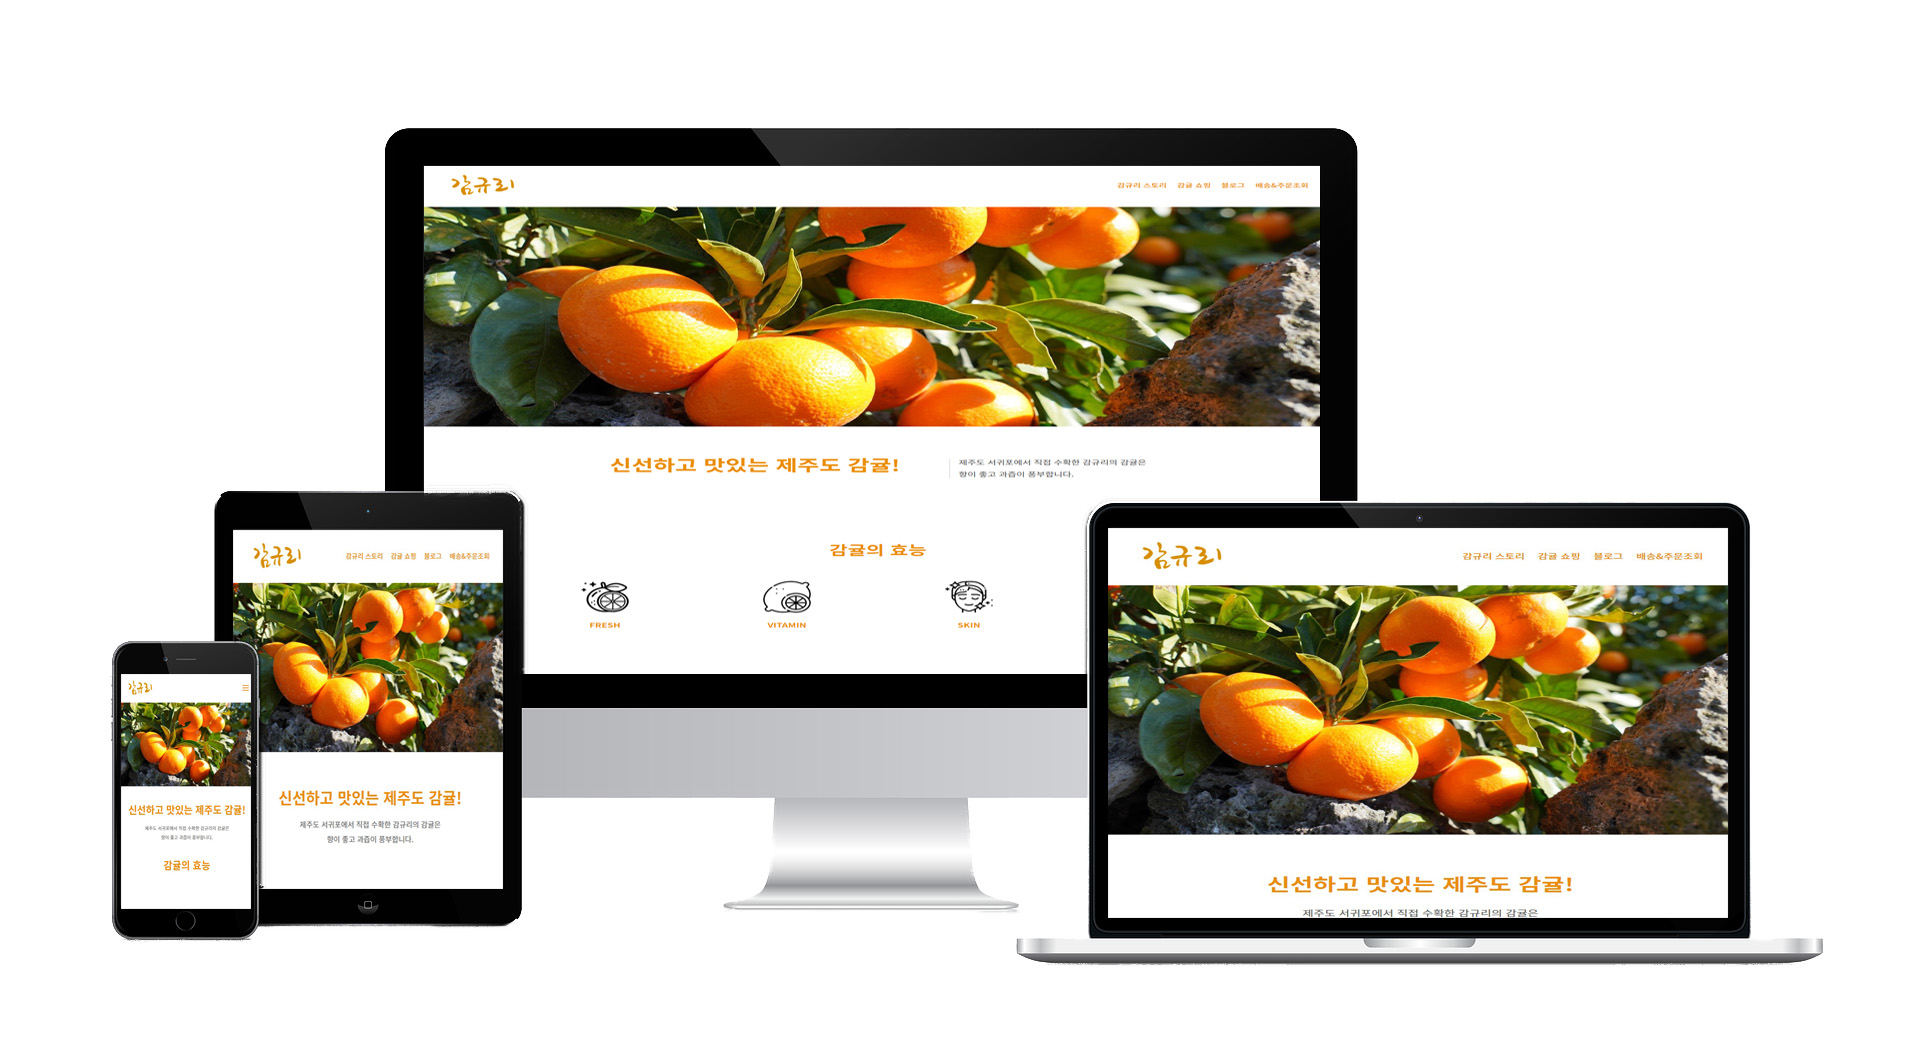 감규리
감규리 스토리 감귤 쇼핑 블로그 배송&주문조회
신선하고 맛있는 제주도 감귤!
제주도 서귀포에서 직접 수확한 감규리의 감귤은
향이 좋고 과즙이 풍부합니다.
감귤의 효능
FRESH
VITAMIN
SKIN
감규리
감규리 스토리 감귤 쇼핑 블로그 배송&주문조회
신선하고 맛있는 제주도 감귤!
제주도 서귀포에서 직접 수확한 감규리의 감귤은
향이 좋고 과즙이 풍부합니다.
감규리
신선하고 맛있는 제주도 감귤!
제주도 서귀포에서 직접 수확한 감규리의 감귤은
향이 좋고 과즙이 풍부합니다.
감귤의 효능
감규리
감규리 스토리 감귤 쇼핑 블로그 배송&주문조회
신선하고 맛있는 제주도 감귤!
제주도 서귀포에서 직접 수확한 감규리의 감귤은